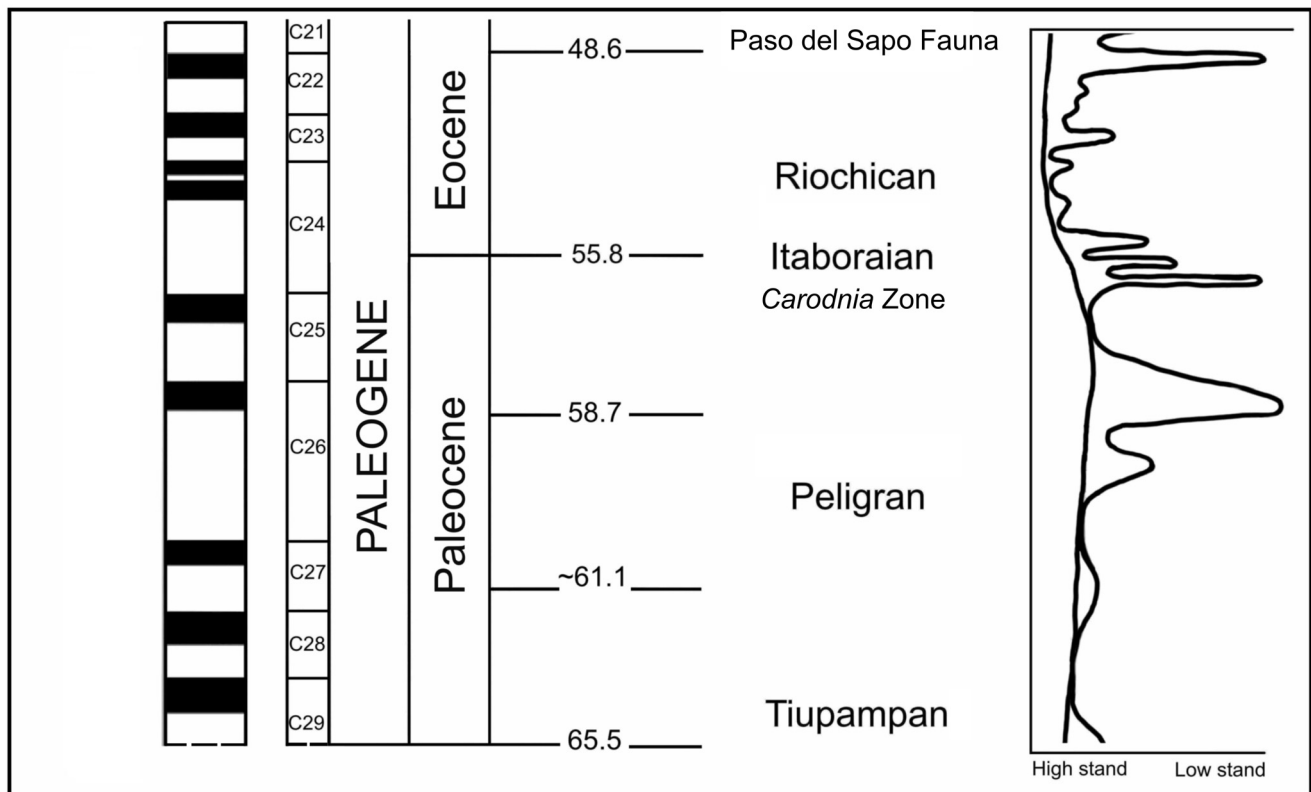 C21
C22
C23
C24
C25
C26
C27
C28
C29
PALEOGENE
Eocene
Paleocene
48.6
55.8
58.7
~61.1
65.5
Paso del Sapo Fauna
Riochican
Itaboraian
Carodnia Zone
Peligran
Tiupampan
High stand
Low stand